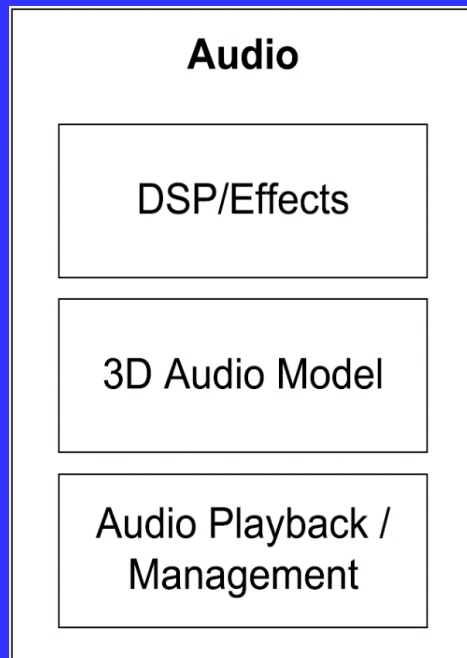 Audio
DSP/Effects
3D Audio Model
Audio Playback /
Management